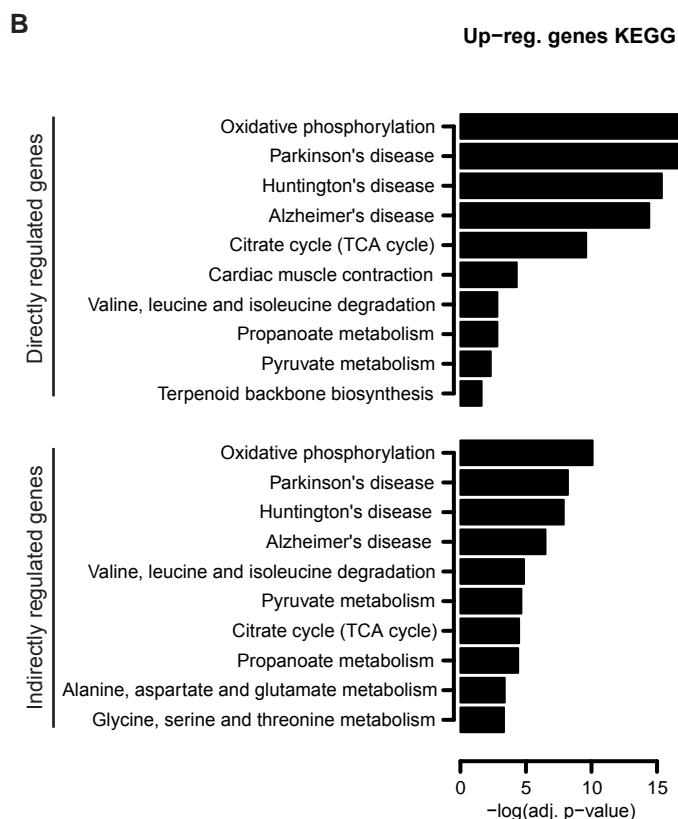 B
Up−reg. genes KEGG
Directly regulated genes
Oxidative phosphorylation
Parkinson's disease
Huntington's disease
Alzheimer's disease
Citrate cycle (TCA cycle)
Cardiac muscle contraction
Valine, leucine and isoleucine degradation
Propanoate metabolism
Pyruvate metabolism
Terpenoid backbone biosynthesis
Indirectly regulated genes
Oxidative phosphorylation
Parkinson's disease
Huntington's disease
Alzheimer's disease
Valine, leucine and isoleucine degradation
Pyruvate metabolism
Citrate cycle (TCA cycle)
Propanoate metabolism
Alanine, aspartate and glutamate metabolism
Glycine, serine and threonine metabolism
0 5 10 15
−log(adj. p−value)